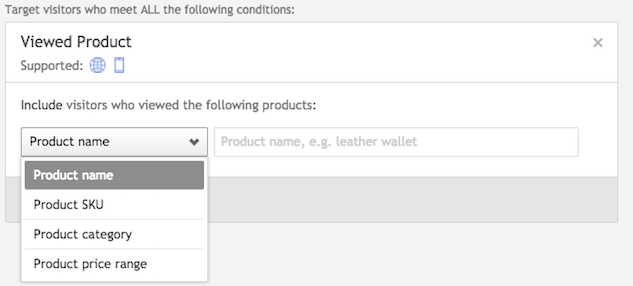 Target visitors who meet ALL the following conditions:
Viewed Product
Supported:
Include visitors who viewed the following products:
Product name
Product name, e.g. leather wallet
Product name
Product SKU
Product category
Product price range